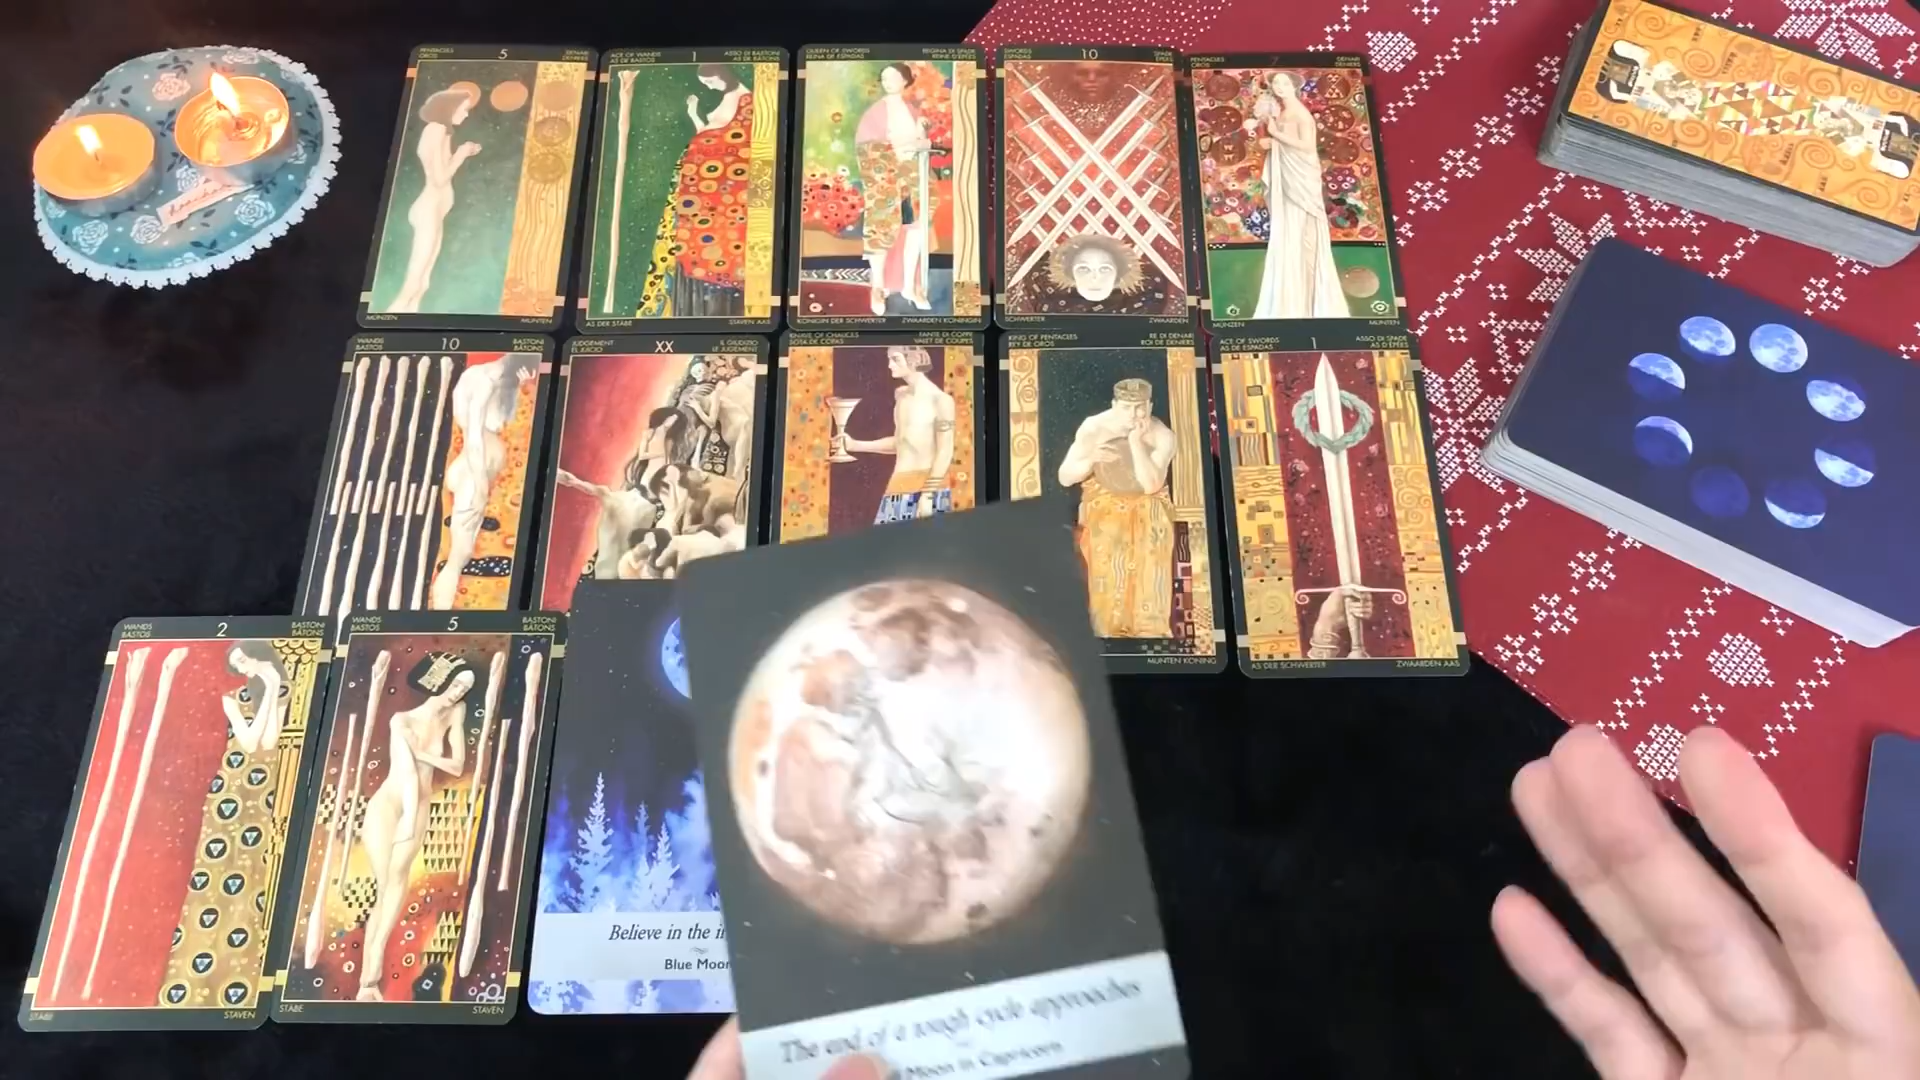 PENTACLES
OROS
5
DENARI
DENIERS
MÜNZEN
MUNTEN
ACE OF WANDS
AS DE BASTOS
1
ASSO DI BASTONI
AS DE BÂTONS
AS DER STÄBE
STAVEN AAS
QUEEN OF SWORDS
REINA DE ESPADAS
REGINA DI SPADE
REINE D'ÉPÉES
KÖNIGIN DER SCHWERTER
ZWAARDEN KONINGIN
SWORDS
ESPADAS
10
SPADE
ÉPÉES
SCHWERTER
ZWAARDEN
PENTACLES
OROS
7
DENARI
DENIERS
MÜNZEN
MUNTEN
WANDS
BASTOS
10
BASTONI
BÂTONS
JUDGEMENT
EL JUICIO
XX
IL GIUDIZIO
LE JUGEMENT
KNAVE OF CHALICES
SOTA DE COPAS
FANTE DI COPPE
VALET DE COUPES
KING OF PENTACLES
REY DE OROS
RE DI DENARI
ROI DE DENIERS
MUNTEN KONING
ACE OF SWORDS
AS DE ESPADAS
1
ASSO DI SPADE
AS D'ÉPÉES
AS DER SCHWERTER
ZWAARDEN AAS
WANDS
BASTOS
2
BASTONI
BÂTONS
STÄBE
STAVEN
WANDS
BASTOS
5
BASTONI
BÂTONS
STÄBE
STAVEN
Believe in the
Blue Moon
The end of a tough cycle approaches
Moon in Capricorn